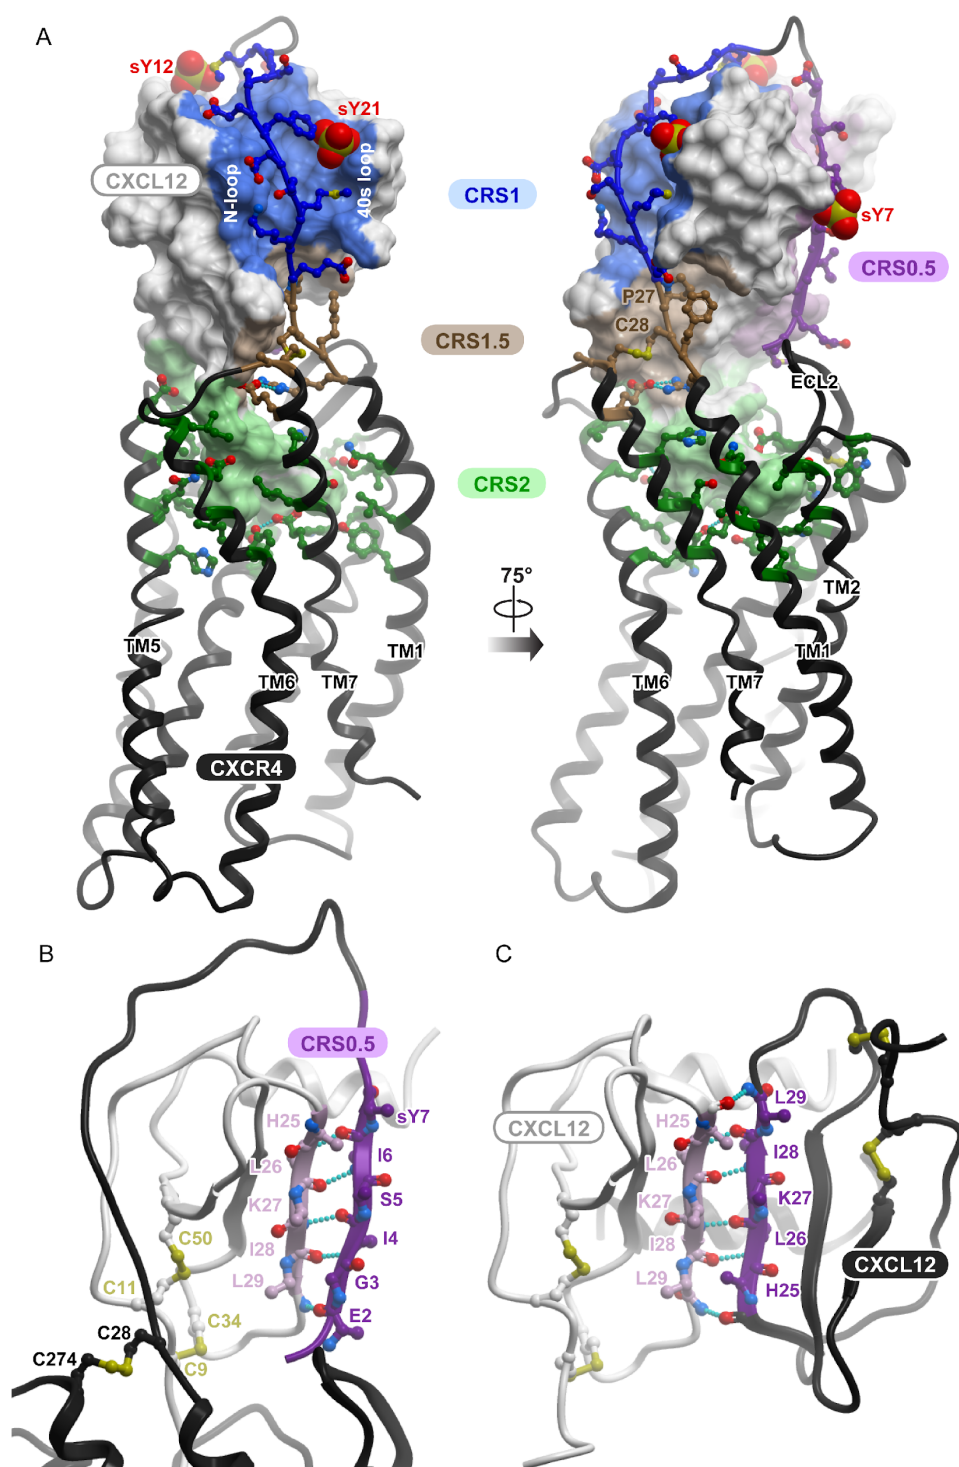 A
sY12
sY21
CXCL12
N-loop
40s loop
CRS1
sY7
CRS0.5
P27
C28
CRS1.5
ECL2
CRS2
75°
TM5
TM6
TM7
TM1
TM2
TM6
TM7
TM1
CXCR4
B
CRS0.5
sY7
H25
I6
L26
S5
K27
I4
I28
G3
L29
E2
C50
C11
C34
C28
C9
C274
C
CXCL12
L29
H25
I28
L26
K27
K27
L26
I28
H25
L29
CXCL12